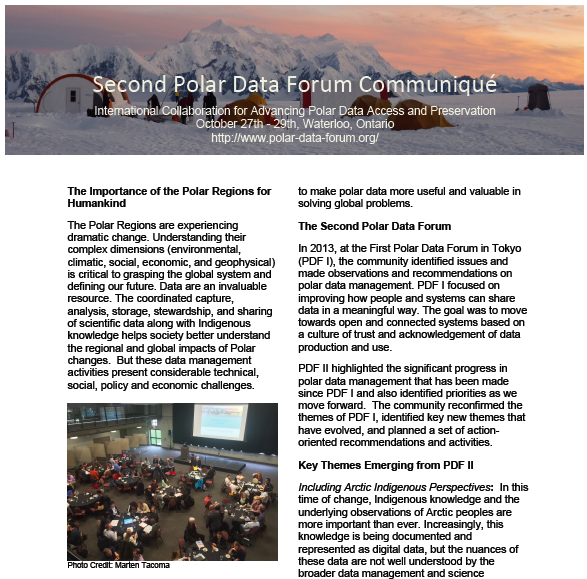 Second Polar Data Forum Communiqué
International Collaboration for Advancing Polar Data Access and Preservation
October 27th - 29th, Waterloo, Ontario
http://www.polar-data-forum.org/
The Importance of the Polar Regions for
Humankind
The Polar Regions are experiencing
dramatic change. Understanding their
complex dimensions (environmental,
climatic, social, economic, and geophysical)
is critical to grasping the global system and
defining our future. Data are an invaluable
resource. The coordinated capture,
analysis, storage, stewardship, and sharing
of scientific data along with Indigenous
knowledge helps society better understand
the regional and global impacts of Polar
changes.  But these data management
activities present considerable technical,
social, policy and economic challenges.
Photo Credit: Marten Tacoma
to make polar data more useful and valuable in
solving global problems.
The Second Polar Data Forum
In 2013, at the First Polar Data Forum in Tokyo
(PDF I), the community identified issues and
made observations and recommendations on
polar data management. PDF I focused on
improving how people and systems can share
data in a meaningful way. The goal was to move
towards open and connected systems based on
a culture of trust and acknowledgement of data
production and use.
PDF II highlighted the significant progress in
polar data management that has been made
since PDF I and also identified priorities as we
move forward.  The community reconfirmed the
themes of PDF I, identified key new themes that
have evolved, and planned a set of action-
oriented recommendations and activities.
Key Themes Emerging from PDF II
Including Arctic Indigenous Perspectives:  In this
time of change, Indigenous knowledge and the
underlying observations of Arctic peoples are
more important than ever. Increasingly, this
knowledge is being documented and
represented as digital data, but the nuances of
these data are not well understood by the
broader data management and science